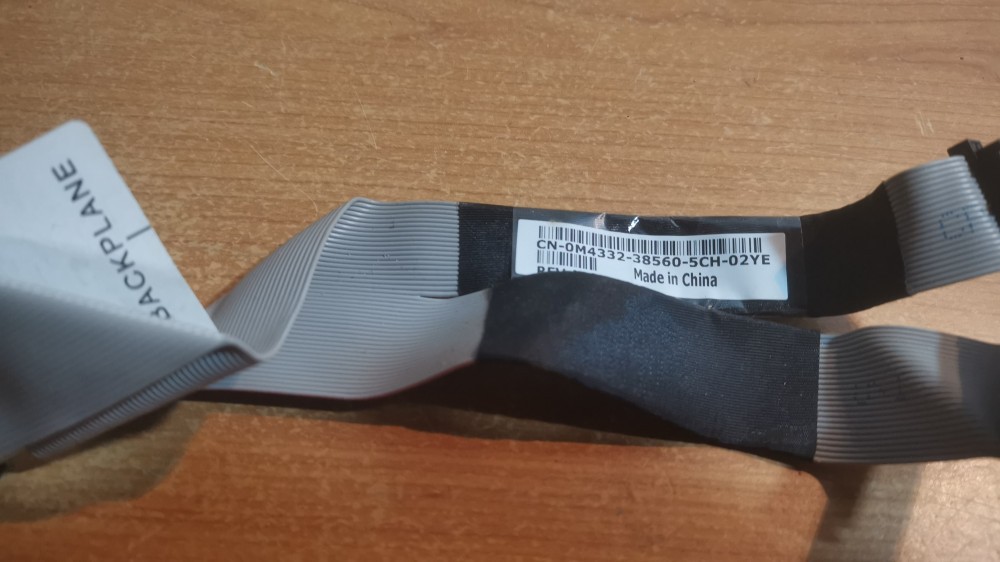 BACKPLANE
CN-0M4332-38560-5CH-02YE
Made in China